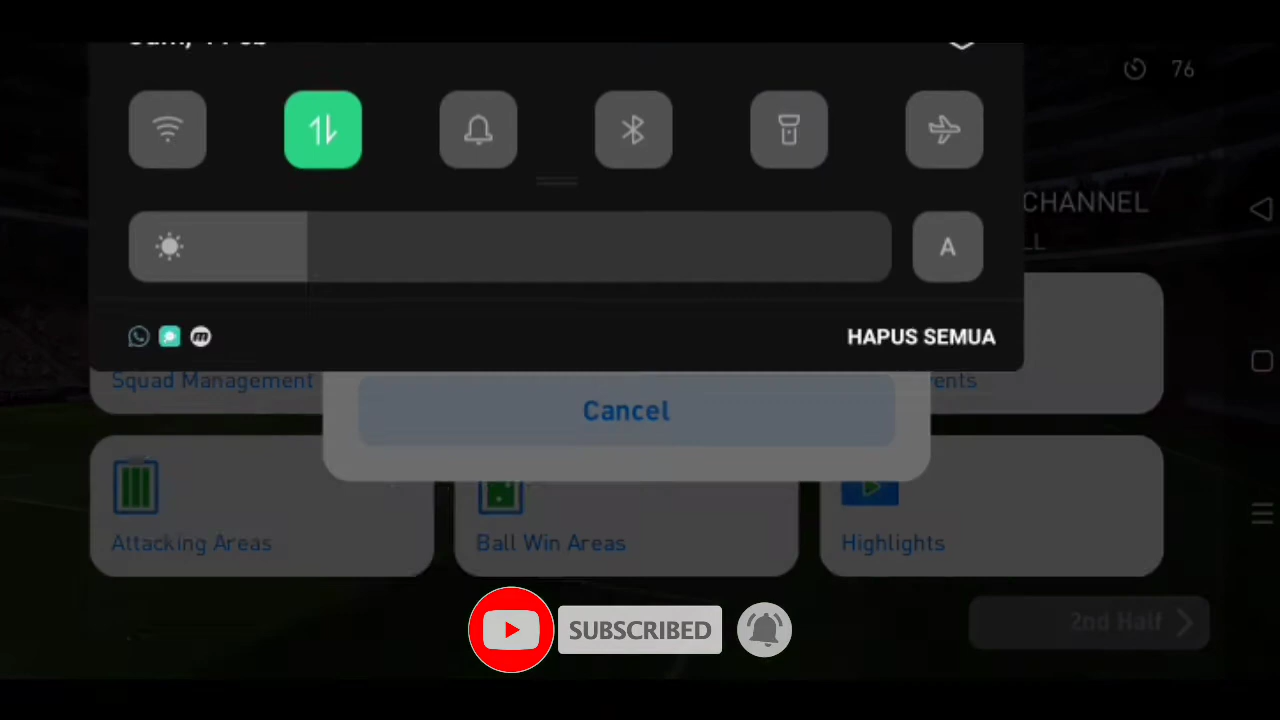 76
CHANNEL
A
HAPUS SEMUA
Squad Management
Cancel
Attacking Areas
Ball Win Areas
Highlights
SUBSCRIBED
2nd Half